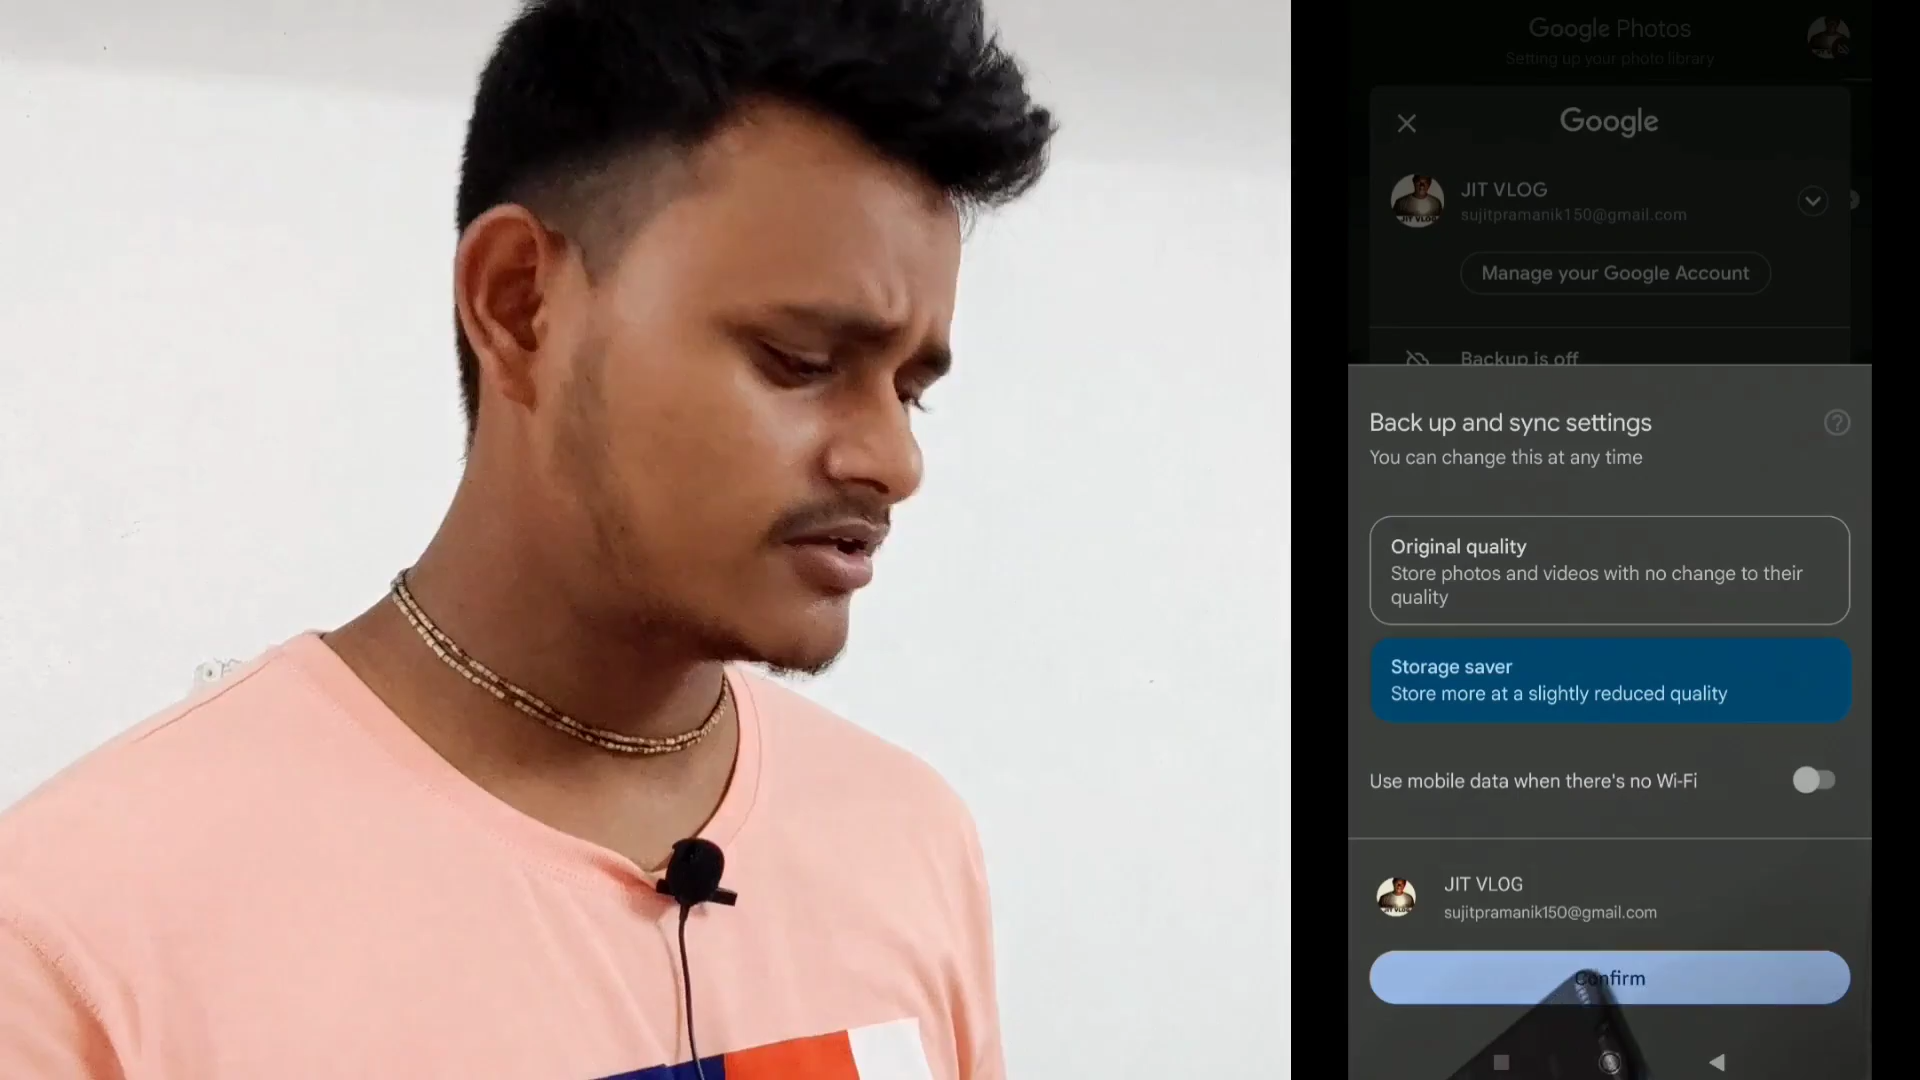 Google Photos
Setting up your photo library
Google
JIT VLOG
sujitpramanik150@gmail.com
Manage your Google Account
Backup is off
Back up and sync settings
You can change this at any time
Original quality
Store photos and videos with no change to their
quality
Storage saver
Store more at a slightly reduced quality
Use mobile data when there's no Wi-Fi
JIT VLOG
sujitpramanik150@gmail.com
Confirm